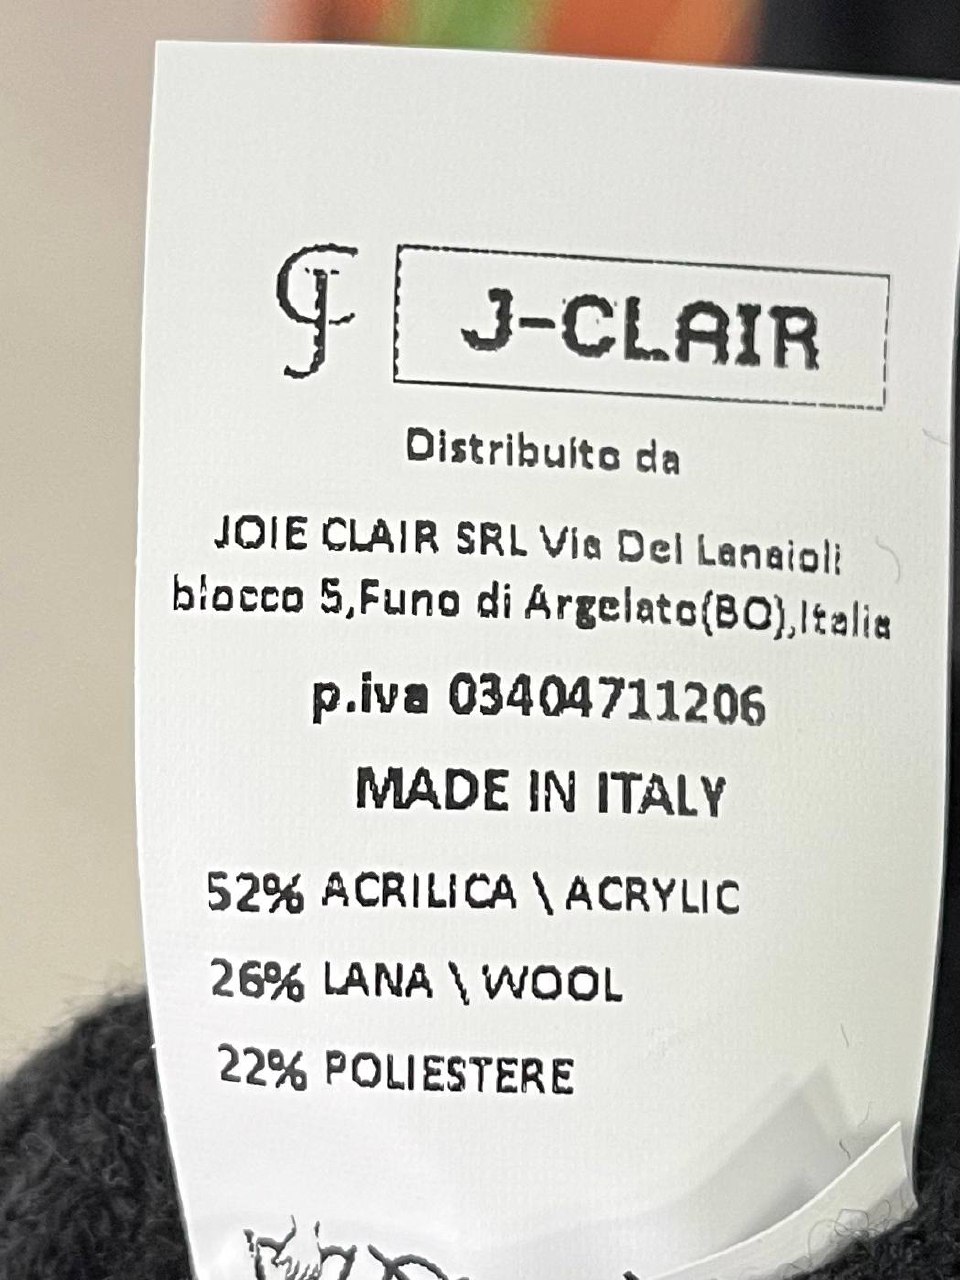 J-CLAIR
Distribuito da
JOIE CLAIR SRL Via Dei Lanaioli
blocco 5,Funo di Argelato(BO),Italia
p.iva 03404711206
MADE IN ITALY
52% ACRILICA \ ACRYLIC
26% LANA \ WOOL
22% POLIESTERE